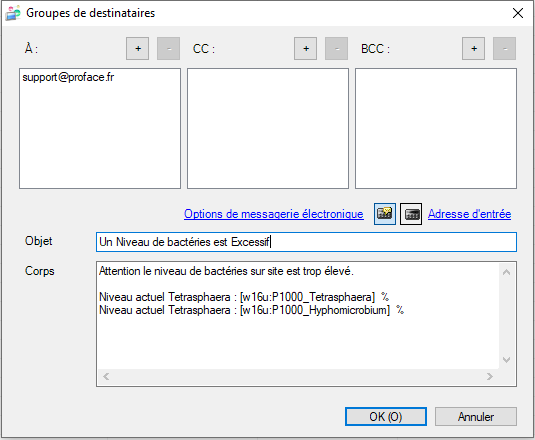 Groupes de destinataires
À :
+
-
CC :
+
-
BCC :
+
-
support@proface.fr
Options de messagerie électronique
Adresse d'entrée
Objet
Un Niveau de bactéries est Excessif
Corps
Attention le niveau de bactéries sur site est trop élevé.
Niveau actuel Tetrasphaera : [w16u:P1000_Tetrasphaera] %
Niveau actuel Tetrasphaera : [w16u:P1000_Hyphomicrobium] %
OK (O)
Annuler